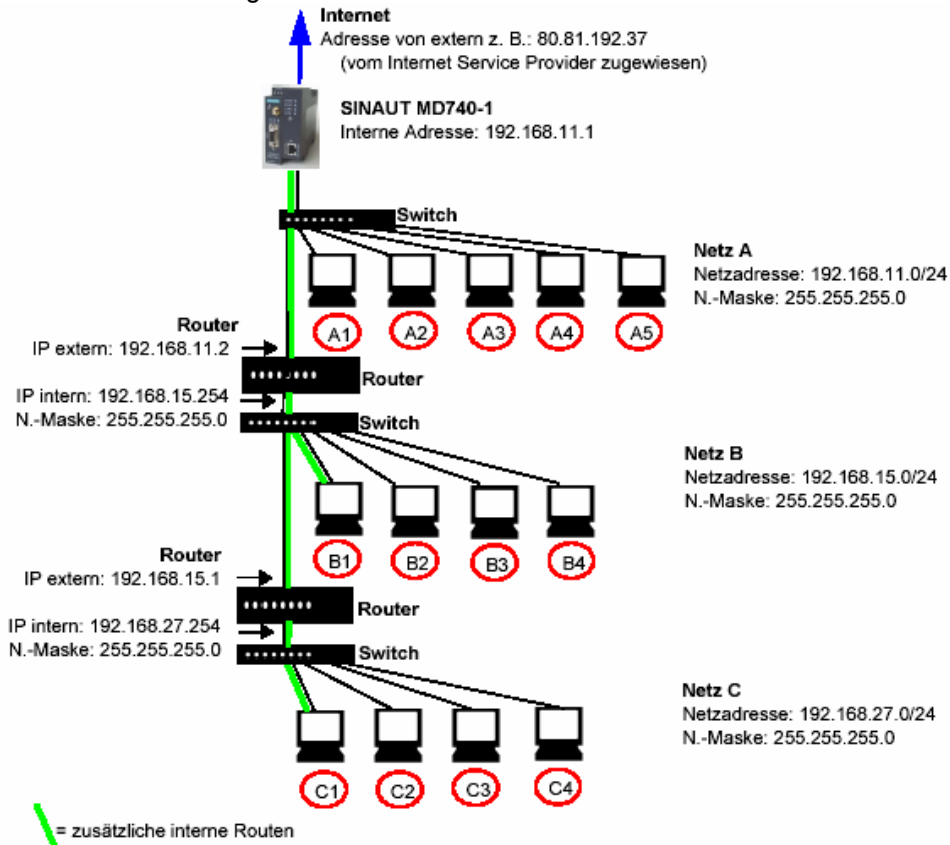 Internet
Adresse von extern z. B.: 80.81.192.37
(vom Internet Service Provider zugewiesen)
SINAUT MD740-1
Interne Adresse: 192.168.11.1
Switch
Netz A
Netzadresse: 192.168.11.0/24
N.-Maske: 255.255.255.0
A1
A2
A3
A4
A5
Router
IP extern: 192.168.11.2
Router
IP intern: 192.168.15.254
N.-Maske: 255.255.255.0
Switch
Netz B
Netzadresse: 192.168.15.0/24
N.-Maske: 255.255.255.0
B1
B2
B3
B4
Router
IP extern: 192.168.15.1
Router
IP intern: 192.168.27.254
N.-Maske: 255.255.255.0
Switch
Netz C
Netzadresse: 192.168.27.0/24
N.-Maske: 255.255.255.0
C1
C2
C3
C4
= zusätzliche interne Routen